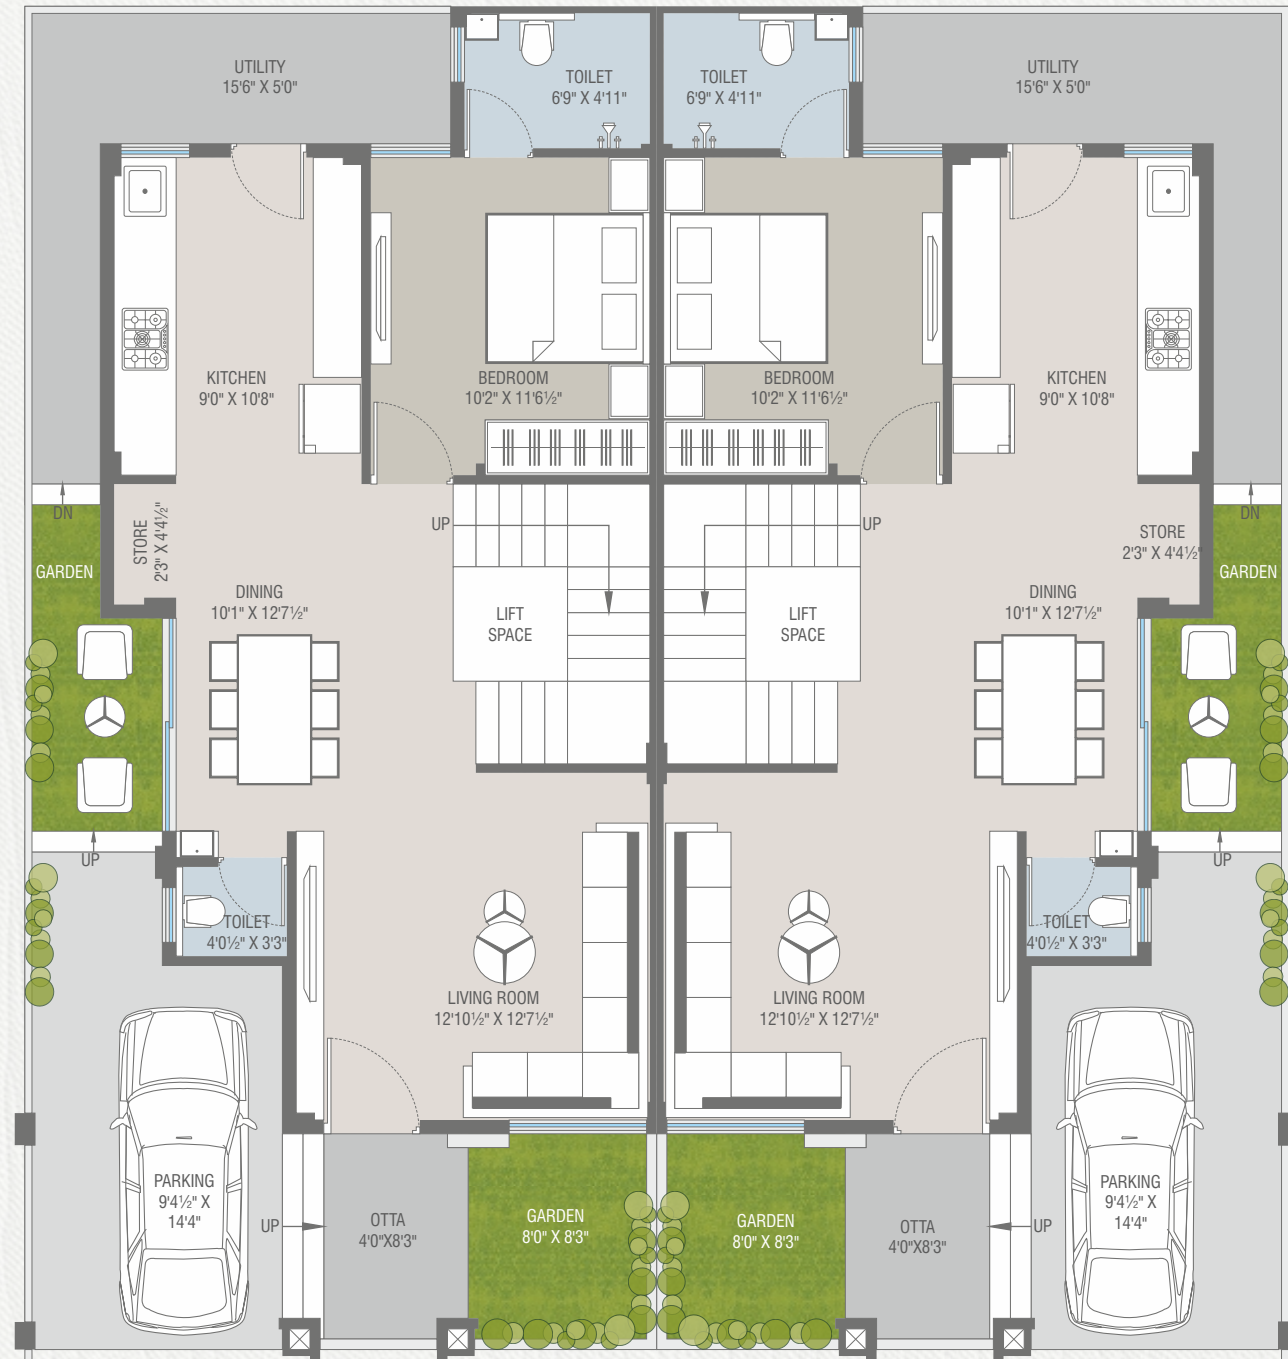 UTILITY
15'6" X 5'0"
TOILET
6'9" X 4'11"
TOILET
6'9" X 4'11"
UTILITY
15'6" X 5'0"
KITCHEN
9'0" X 10'8"
BEDROOM
10'2" X 11'6½"
BEDROOM
10'2" X 11'6½"
KITCHEN
9'0" X 10'8"
DN
STORE
2'3" X 4'4½"
UP
UP
STORE
2'3" X 4'4½"
DN
GARDEN
DINING
10'1" X 12'7½"
LIFT
SPACE
LIFT
SPACE
DINING
10'1" X 12'7½"
GARDEN
UP
UP
TOILET
4'0½" X 3'3"
TOILET
4'0½" X 3'3"
LIVING ROOM
12'10½" X 12'7½"
LIVING ROOM
12'10½" X 12'7½"
PARKING
9'4½" X
14'4"
UP
OTTA
4'0"X8'3"
GARDEN
8'0" X 8'3"
GARDEN
8'0" X 8'3"
OTTA
4'0"X8'3"
UP
PARKING
9'4½" X
14'4"